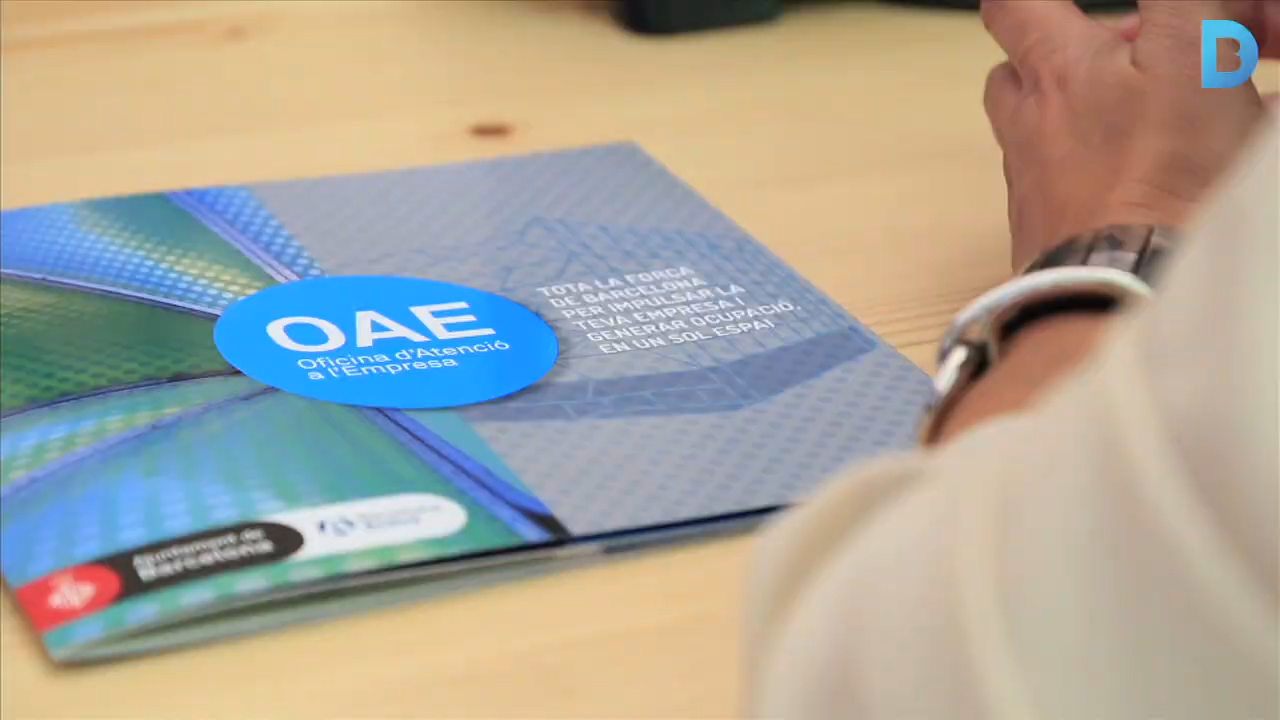 OAE
Oficina d'Atenció
a l'Empresa
TOTA LA FORÇA
DE BARCELONA
PER IMPULSAR LA
TEVA EMPRESA I
GENERAR OCUPACIÓ,
EN UN SOL ESPAI
Ajuntament de
Barcelona